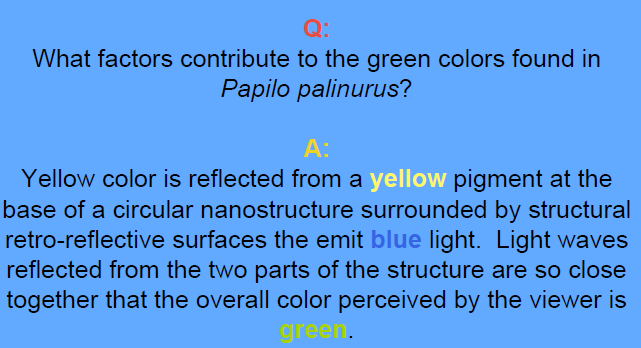 Q:
What factors contribute to the green colors found in
Papilo palinurus?
A:
Yellow color is reflected from a yellow pigment at the
base of a circular nanostructure surrounded by structural
retro-reflective surfaces the emit blue light.  Light waves
reflected from the two parts of the structure are so close
together that the overall color perceived by the viewer is
green.